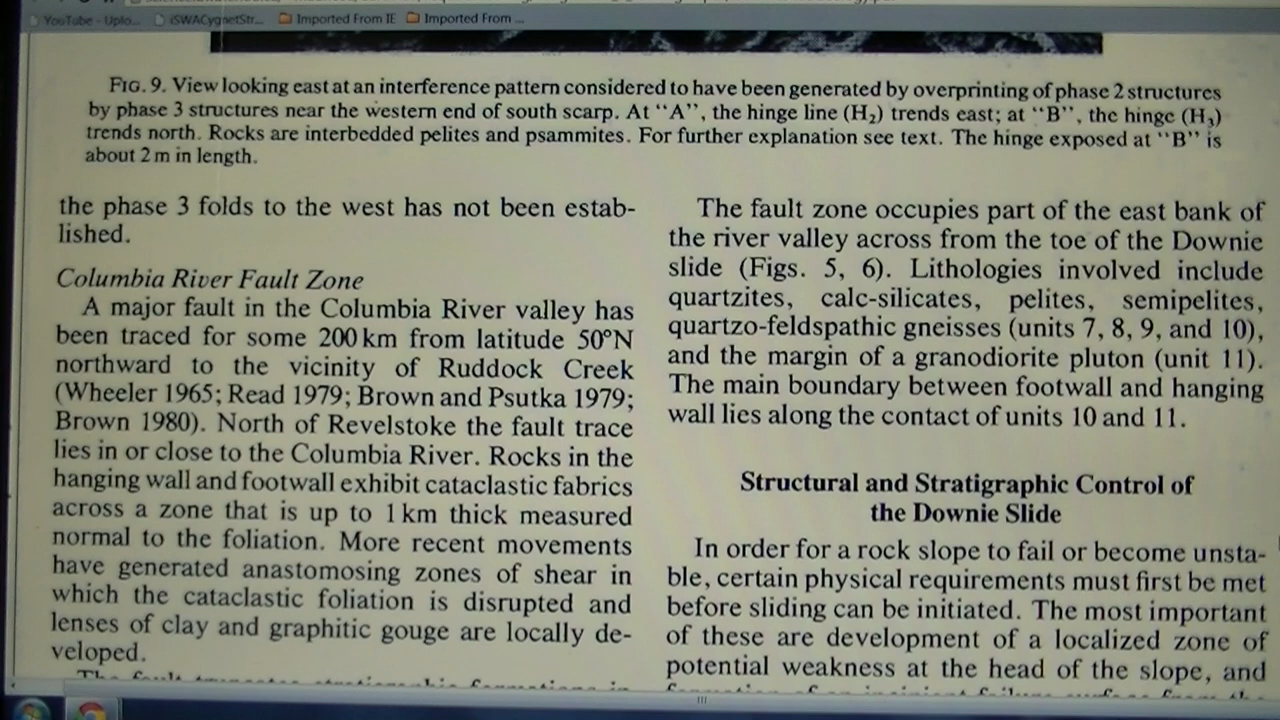 YouTube - Uplo...
iSWACygnetStr...
Imported From IE
Imported From ...
FIG. 9. View looking east at an interference pattern considered to have been generated by overprinting of phase 2 structures
by phase 3 structures near the western end of south scarp. At "A", the hinge line (H₂) trends east; at "B", the hinge (H₃)
trends north. Rocks are interbedded pelites and psammites. For further explanation see text. The hinge exposed at "B" is
about 2 m in length.
the phase 3 folds to the west has not been estab-
lished.
Columbia River Fault Zone
A major fault in the Columbia River valley has
been traced for some 200 km from latitude 50°N
northward to the vicinity of Ruddock Creek
(Wheeler 1965; Read 1979; Brown and Psutka 1979;
Brown 1980). North of Revelstoke the fault trace
lies in or close to the Columbia River. Rocks in the
hanging wall and footwall exhibit cataclastic fabrics
across a zone that is up to 1 km thick measured
normal to the foliation. More recent movements
have generated anastomosing zones of shear in
which the cataclastic foliation is disrupted and
lenses of clay and graphitic gouge are locally de-
veloped.
The fault zone occupies part of the east bank of
the river valley across from the toe of the Downie
slide (Figs. 5, 6). Lithologies involved include
quartzites, calc-silicates, pelites, semipelites,
quartzo-feldspathic gneisses (units 7, 8, 9, and 10),
and the margin of a granodiorite pluton (unit 11).
The main boundary between footwall and hanging
wall lies along the contact of units 10 and 11.
Structural and Stratigraphic Control of
the Downie Slide
In order for a rock slope to fail or become unsta-
ble, certain physical requirements must first be met
before sliding can be initiated. The most important
of these are development of a localized zone of
potential weakness at the head of the slope, and